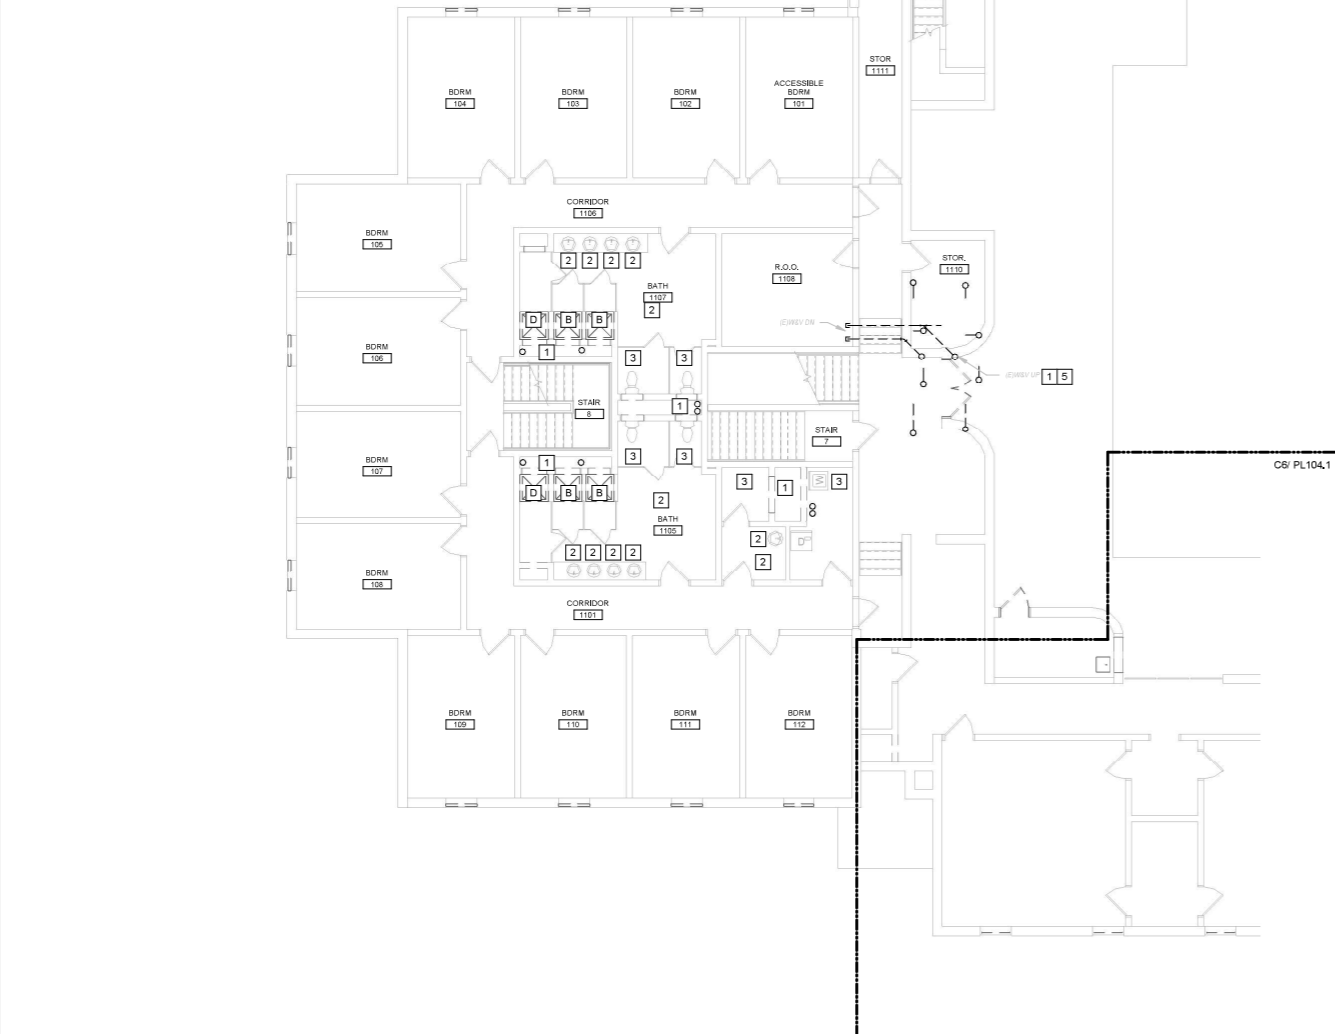 STOR
1111
BDRM
104
BDRM
103
BDRM
102
ACCESSIBLE
BDRM
101
CORRIDOR
1106
BDRM
105
2 2 2 2
BATH
1107
2
R.O.O.
1108
STOR.
1110
D B B
1
BDRM
106
3 3
1 5
STAIR
8
1
STAIR
7
3 3
BDRM
107
1
D B B
2
BATH
1105
3
1
3
2
2
2 2 2 2
BDRM
108
CORRIDOR
1101
BDRM
109
BDRM
110
BDRM
111
BDRM
112
C6/ PL104.1